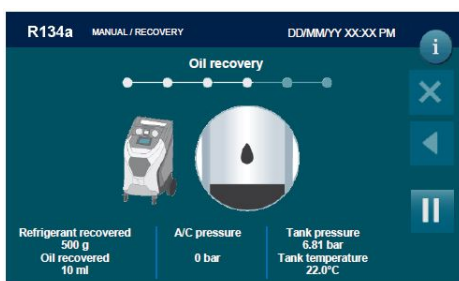 R134a MANUAL / RECOVERY DD/MM/YY XX:XX PM
i
Oil recovery
Refrigerant recovered
500 g
Oil recovered
10 ml
A/C pressure
0 bar
Tank pressure
6.81 bar
Tank temperature
22.0°C